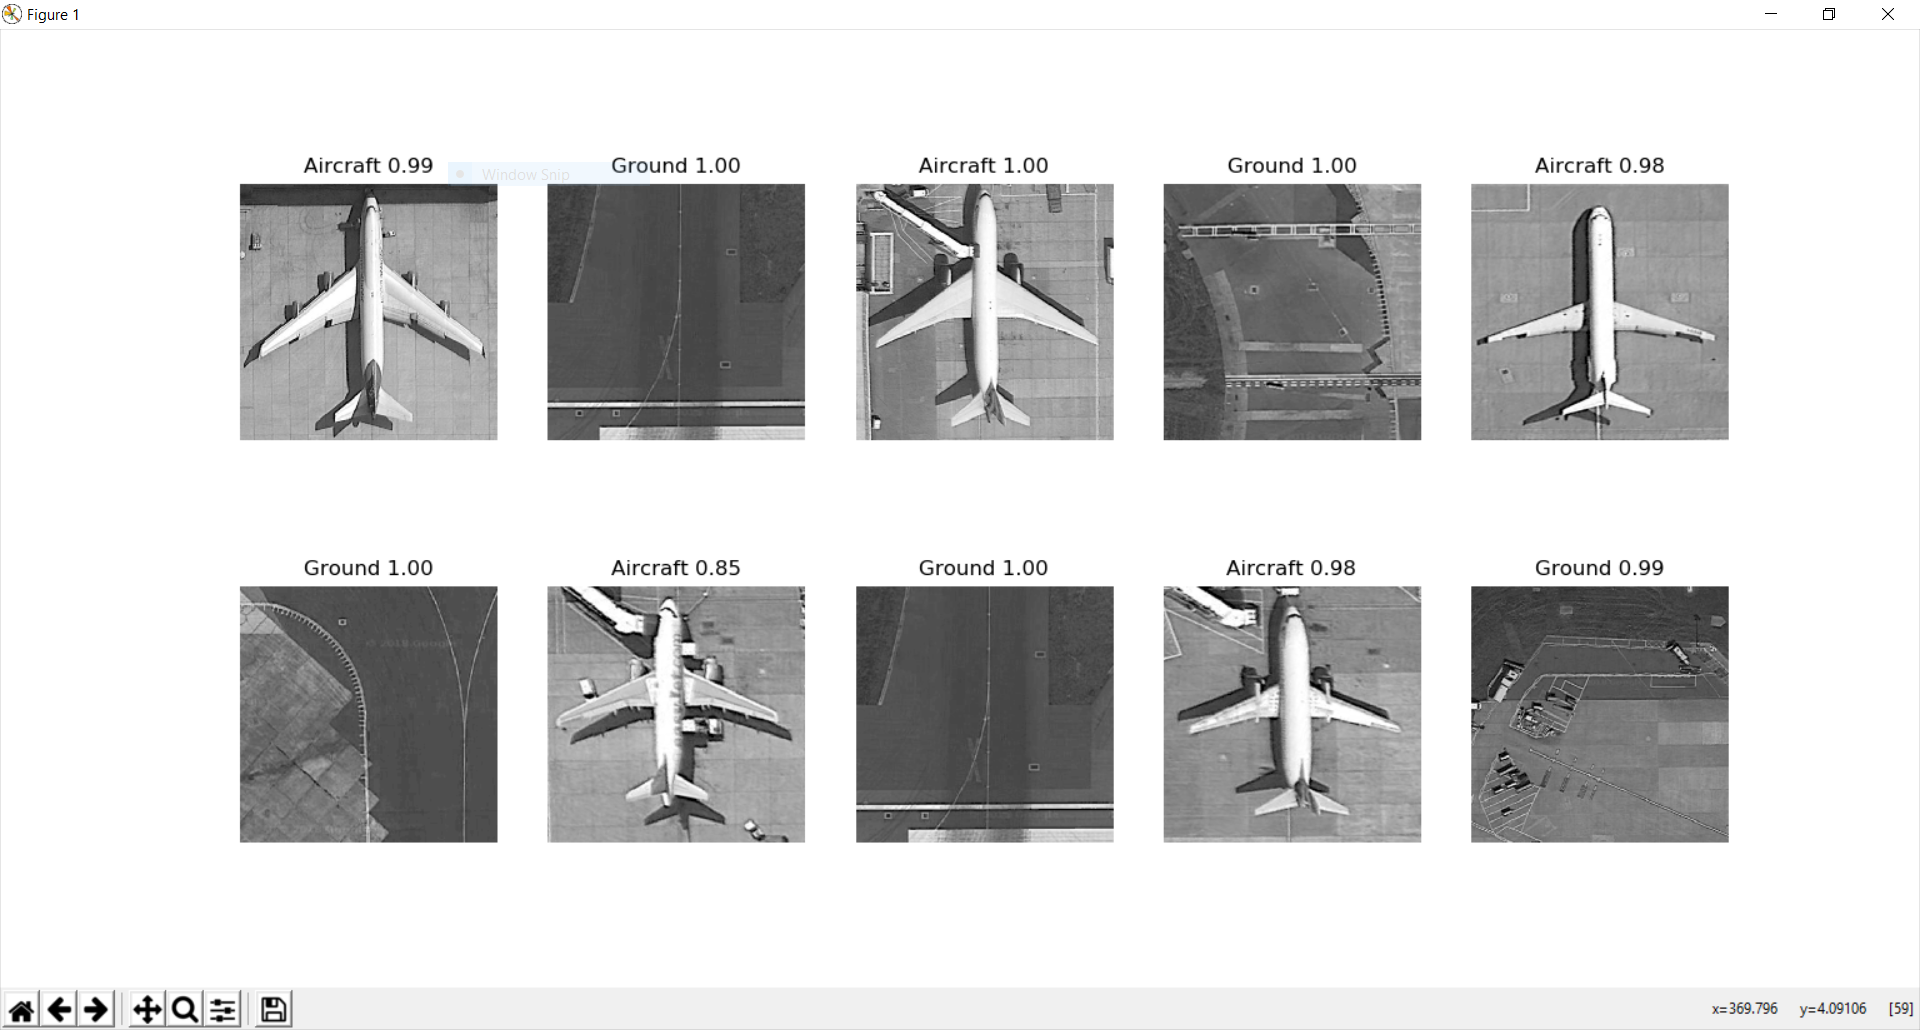 Figure 1
Aircraft 0.99
Window Snip
Ground 1.00
Aircraft 1.00
Ground 1.00
Aircraft 0.98
Ground 1.00
Aircraft 0.85
Ground 1.00
Aircraft 0.98
Ground 0.99
© 2018 Google
x=369.796 y=4.09106 [59]